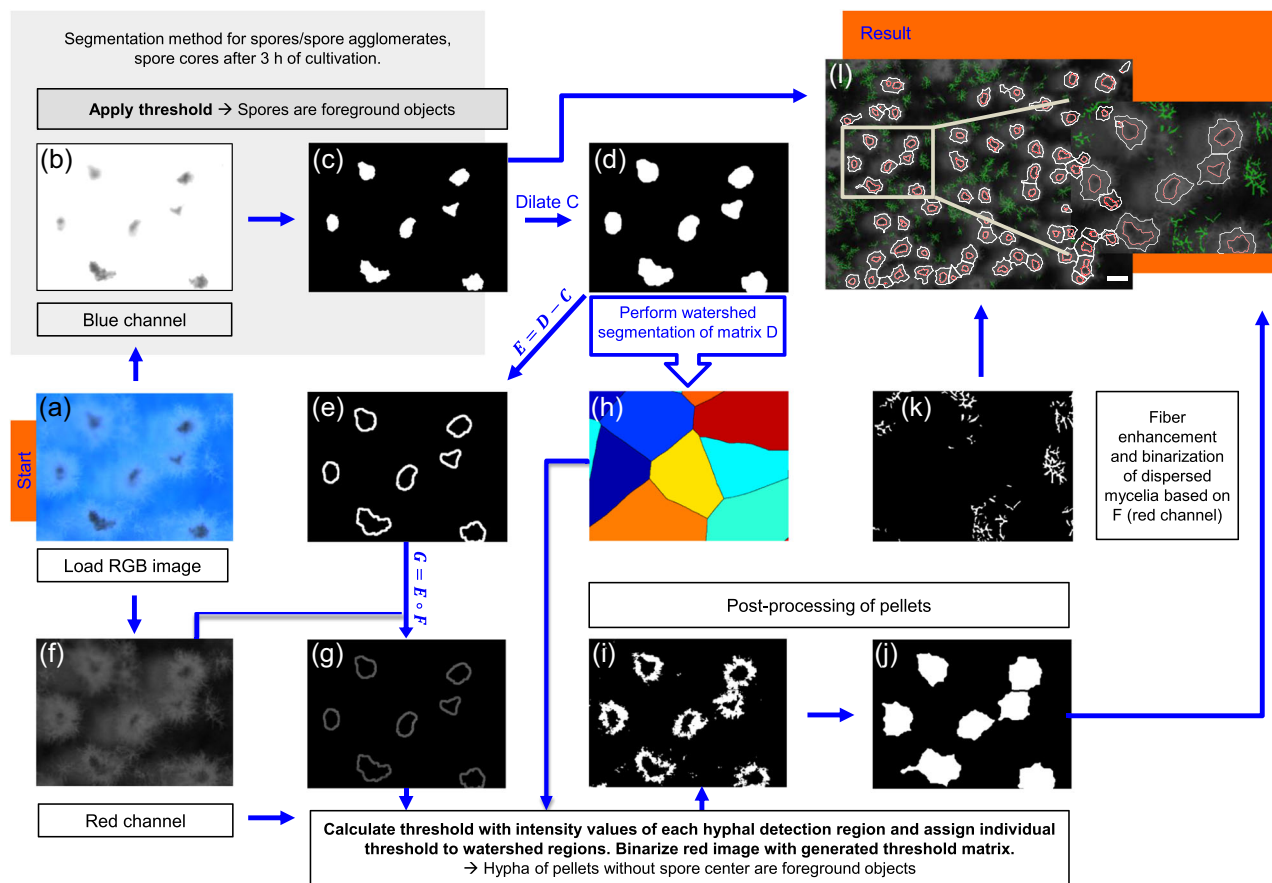 Segmentation method for spores/spore agglomerates,
spore cores after 3 h of cultivation.
Apply threshold → Spores are foreground objects
(b)
(c)
Dilate C
(d)
Blue channel
E = D − C
Perform watershed
segmentation of matrix D
Result
(l)
Start
(a)
Load RGB image
(e)
(h)
(k)
Fiber
enhancement
and binarization
of dispersed
mycelia based on
F (red channel)
G = E ∘ F
Post-processing of pellets
(f)
(g)
(i)
(j)
Red channel
Calculate threshold with intensity values of each hyphal detection region and assign individual
threshold to watershed regions. Binarize red image with generated threshold matrix.
→ Hypha of pellets without spore center are foreground objects